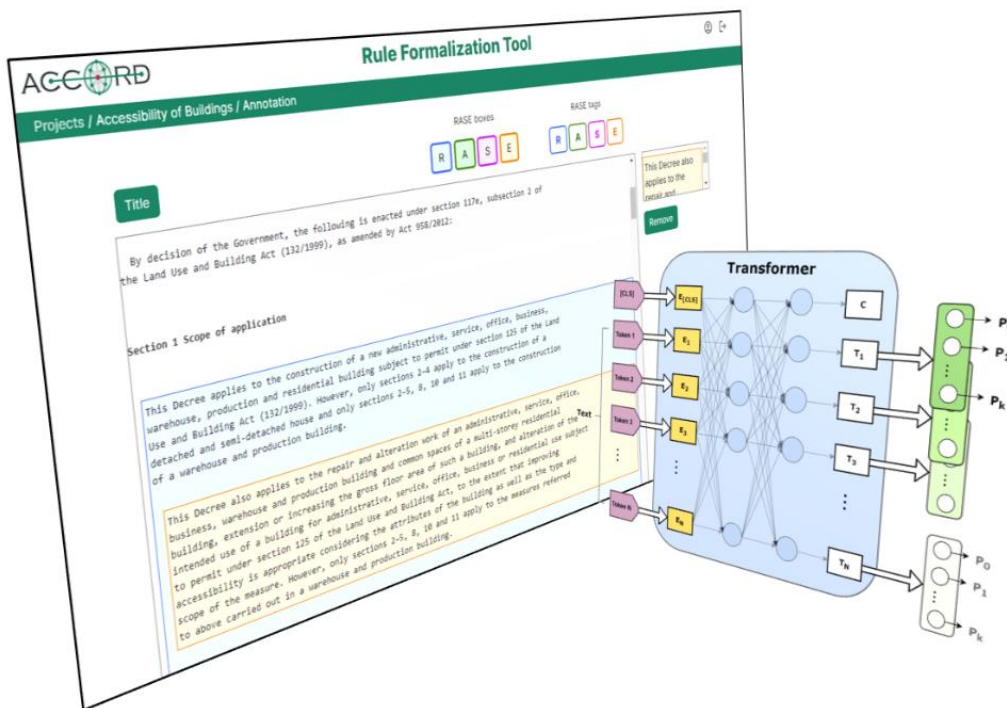 ACCORD
Rule Formalization Tool
Projects / Accessibility of Buildings / Annotation
RASE boxes
RASE tags
R A S E
R A S E
Title
This Decree also
applies to the
repair and
Remove
By decision of the Government, the following is enacted under section 117e, subsection 2 of
the Land Use and Building Act (132/1999), as amended by Act 958/2012:
Section 1 Scope of application
This Decree applies to the construction of a new administrative, service, office, business,
warehouse, production and residential building subject to permit under section 125 of the Land
Use and Building Act (132/1999). However, only sections 2-4 apply to the construction of a
detached and semi-detached house and only sections 2-5, 8, 10 and 11 apply to the construction
of a warehouse and production building.
This Decree also applies to the repair and alteration work of an administrative, service, office,
business, warehouse and production building and common spaces of a multi-storey residential
building, extension or increasing the gross floor area of such a building, and alteration of the
intended use of a building for administrative, service, office, business or residential use subject
to permit under section 125 of the Land Use and Building Act, to the extent that improving
accessibility is appropriate considering the attributes of the building as well as the type and
scope of the measure. However, only sections 2-5, 8, 10 and 11 apply to the measures referred
to above carried out in a warehouse and production building.
Transformer
[CLS] E[CLS] C
Token 1 E1 T1
Token 2 E2 T2
Text
Token 3 E3 T3
Token N EN TN
P
P1
Pk
P0
P1
Pk